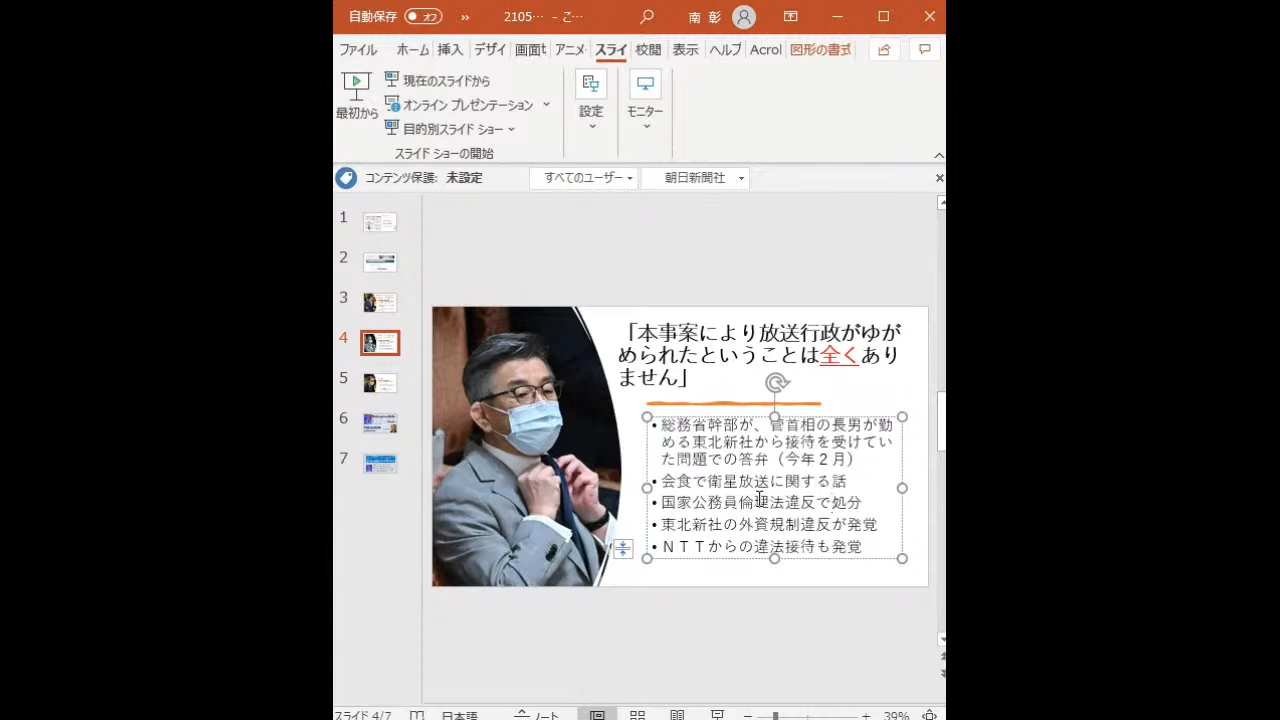 自動保存 オフ » 2105… - こ… 南 彰
ファイル ホーム 挿入 デザイ 画面t アニメ スライ 校閲 表示 ヘルプ Acrol 図形の書式
最初から
現在のスライドから
オンライン プレゼンテーション
目的別スライド ショー
設定
モニター
スライド ショーの開始
コンテンツ保護: 未設定 すべてのユーザー 朝日新聞社
1
2
3
4
5
6
7
「本事案により放送行政がゆが
められたということは全くあり
ません」
•総務省幹部が、菅首相の長男が勤
める東北新社から接待を受けてい
た問題での答弁（今年２月）
•会食で衛星放送に関する話
•国家公務員倫理法違反で処分
•東北新社の外資規制違反が発覚
•ＮＴＴからの違法接待も発覚
スライド 4/7 日本語 ノート 39%